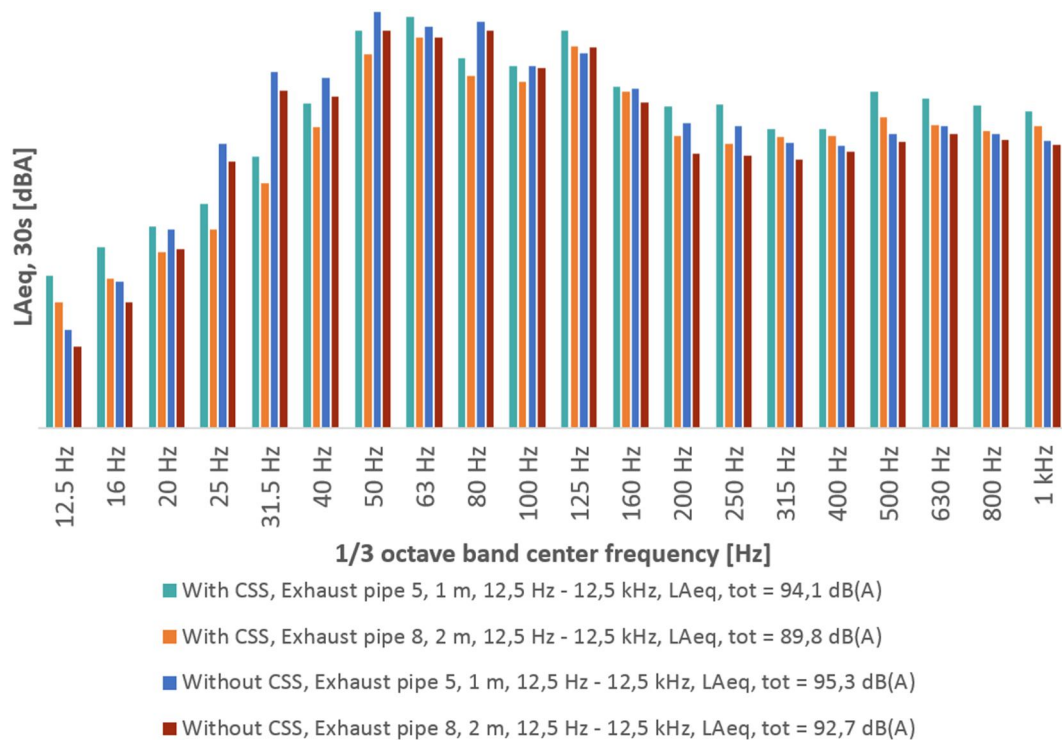 LAeq, 30s [dBA]
12.5 Hz
16 Hz
20 Hz
25 Hz
31.5 Hz
40 Hz
50 Hz
63 Hz
80 Hz
100 Hz
125 Hz
160 Hz
200 Hz
250 Hz
315 Hz
400 Hz
500 Hz
630 Hz
800 Hz
1 kHz
1/3 octave band center frequency [Hz]
With CSS, Exhaust pipe 5, 1 m, 12,5 Hz - 12,5 kHz, LAeq, tot = 94,1 dB(A)
With CSS, Exhaust pipe 8, 2 m, 12,5 Hz - 12,5 kHz, LAeq, tot = 89,8 dB(A)
Without CSS, Exhaust pipe 5, 1 m, 12,5 Hz - 12,5 kHz, LAeq, tot = 95,3 dB(A)
Without CSS, Exhaust pipe 8, 2 m, 12,5 Hz - 12,5 kHz, LAeq, tot = 92,7 dB(A)